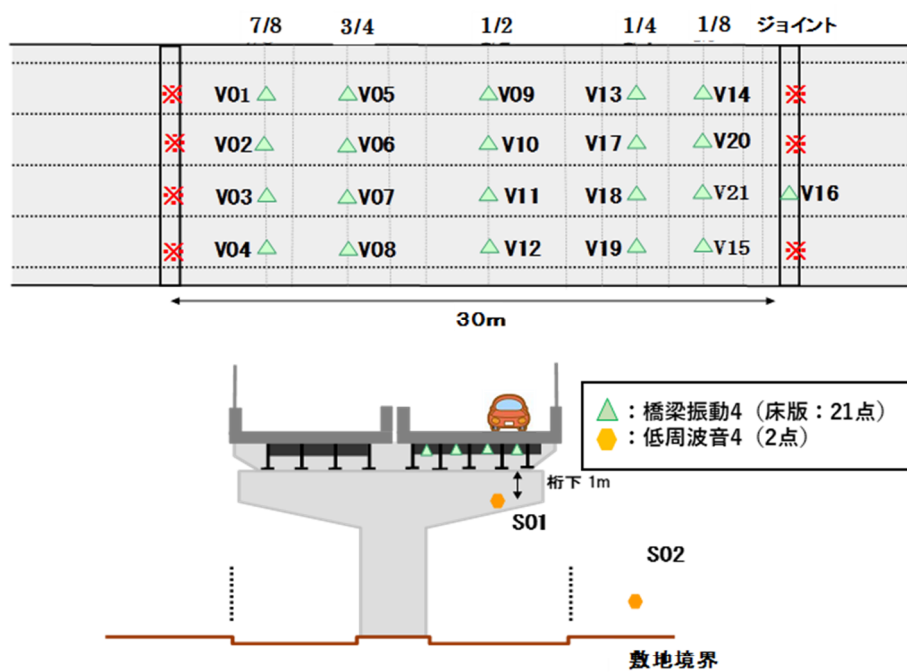 7/8 3/4 1/2 1/4 1/8 ジョイント
V01 V05 V09 V13 V14
V02 V06 V10 V17 V20
V03 V07 V11 V18 V21 V16
V04 V08 V12 V19 V15
30m
:橋梁振動4(床版:21点)
:低周波音4(2点)
桁下 1m
S01
S02
敷地境界